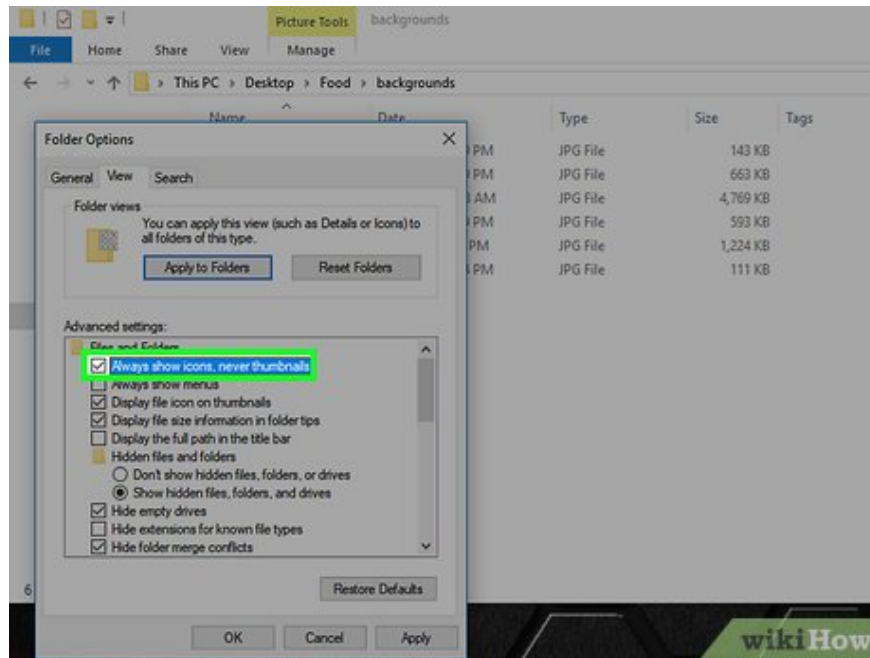 Picture Tools backgrounds
File Home Share View Manage
This PC > Desktop > Food > backgrounds
Name Date Type Size Tags
Folder Options
PM JPG File 143 KB
General View Search
PM JPG File 663 KB
AM JPG File 4,769 KB
PM JPG File 593 KB
PM JPG File 1,224 KB
PM JPG File 111 KB
Folder views
You can apply this view (such as Details or Icons) to
all folders of this type.
Apply to Folders Reset Folders
Advanced settings:
Files and Folders
Always show icons, never thumbnails
Always show menus
Display file icon on thumbnails
Display file size information in folder tips
Display the full path in the title bar
Hidden files and folders
Don't show hidden files, folders, or drives
Show hidden files, folders, and drives
Hide empty drives
Hide extensions for known file types
Hide folder merge conflicts
6
Restore Defaults
OK Cancel Apply
wikiHow